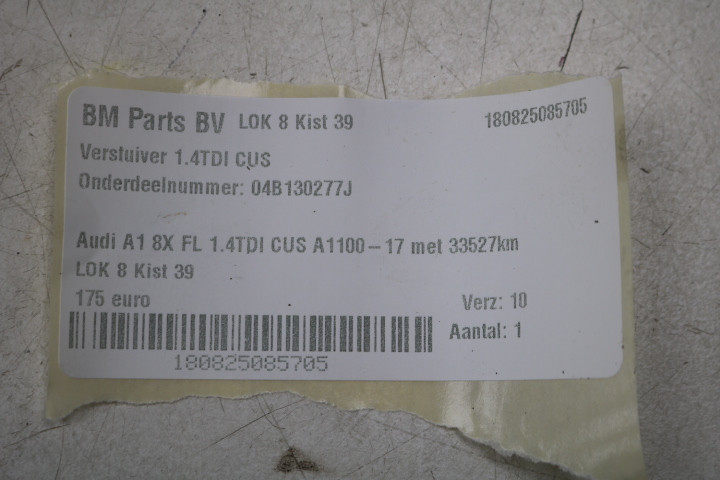 BM Parts BV LOK 8 Kist 39 180825085705
Verstuiver 1.4TDI CUS
Onderdeelnummer: 04B130277J
Audi A1 8X FL 1.4TDI CUS A1100-17 met 33527km
LOK 8 Kist 39
175 euro Verz: 10
Aantal: 1
180825085705